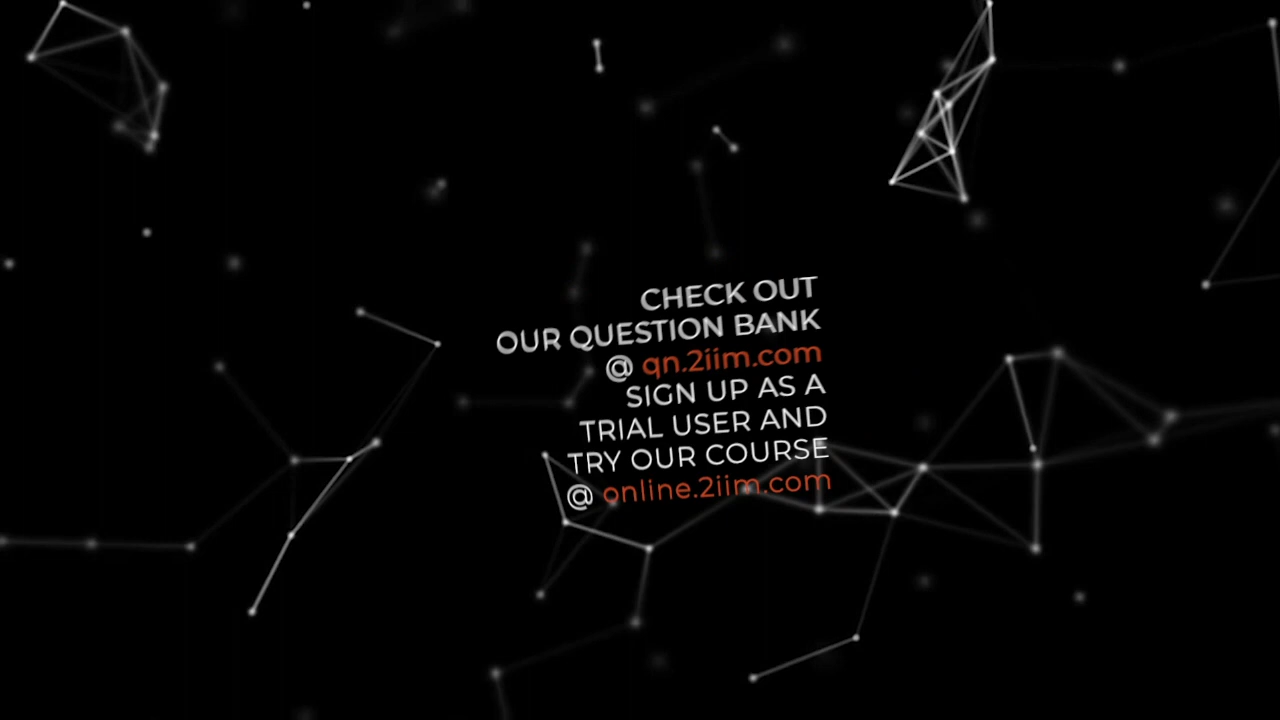 CHECK OUT
OUR QUESTION BANK
@ qn.2iim.com
SIGN UP AS A
TRIAL USER AND
TRY OUR COURSE
@ online.2iim.com